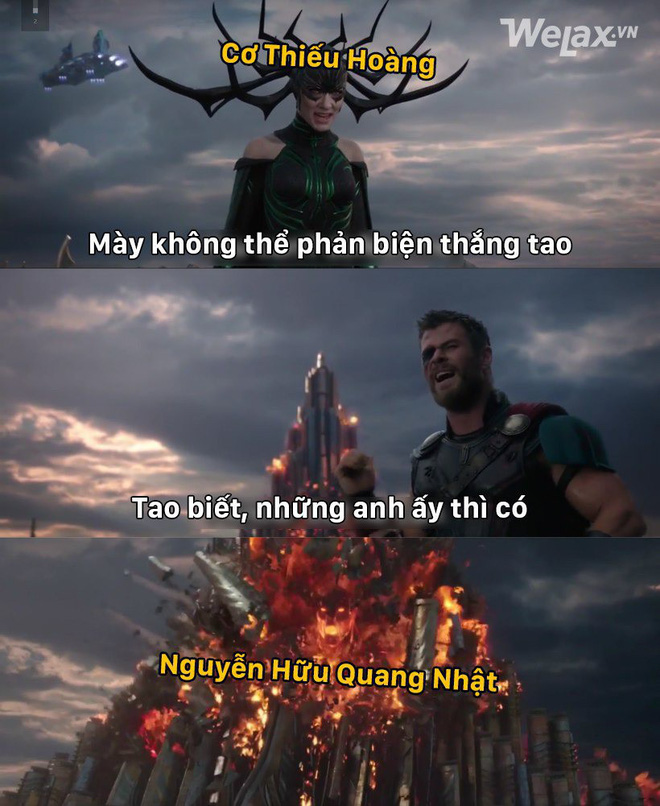 WeLax.VN
Cơ Thiếu Hoàng
Mày không thể phản biện thắng tao
Tao biết, những anh ấy thì có
Nguyễn Hữu Quang Nhật